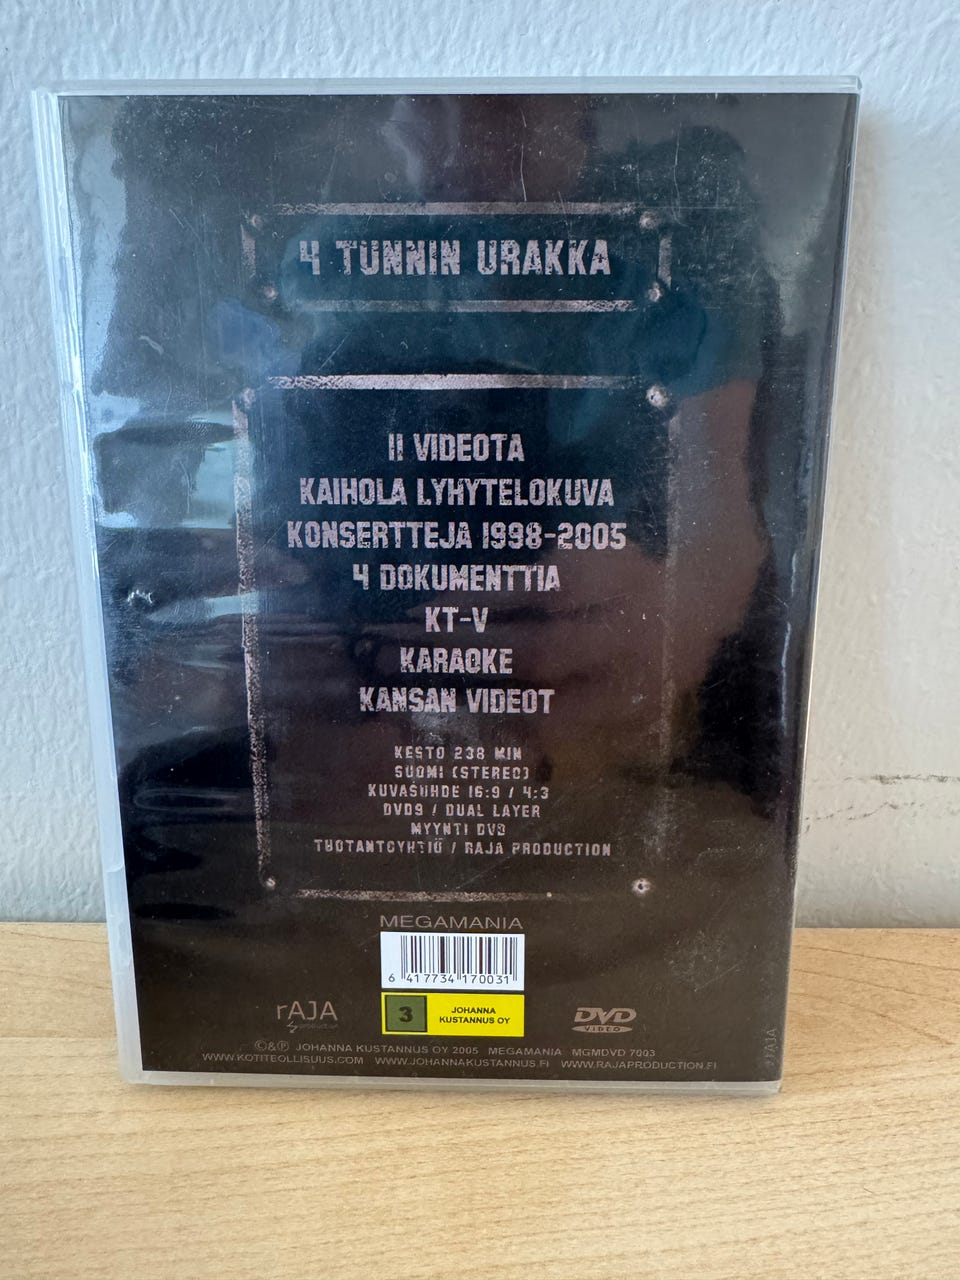 4 TUNNIN URAKKA
11 VIDEOTA
KAIHOLA LYHYTELOKUVA
KONSERTTEJA 1998-2005
4 DOKUMENTTIA
KT-V
KARAOKE
KANSAN VIDEOT
KESTO 238 MIN
SUOMI (STEREO)
KUVASUHDE 16:9 / 4:3
DVD9 / DUAL LAYER
MYYNTI DVD
TUOTANTOYHTIÖ / RAJA PRODUCTION
MEGAMANIA
6 417734 170031
3 JOHANNA
KUSTANNUS OY
rAJA
production
DVD
VIDEO
©&℗ JOHANNA KUSTANNUS OY 2005 MEGAMANIA MGMDVD 7003
WWW.KOTITEOLLISUUS.COM WWW.JOHANNAKUSTANNUS.FI WWW.RAJAPRODUCTION.FI
rAJA